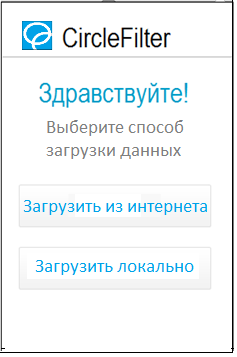 CircleFilter
Здравствуйте!
Выберите способ
загрузки данных
Загрузить из интернета
Загрузить локально